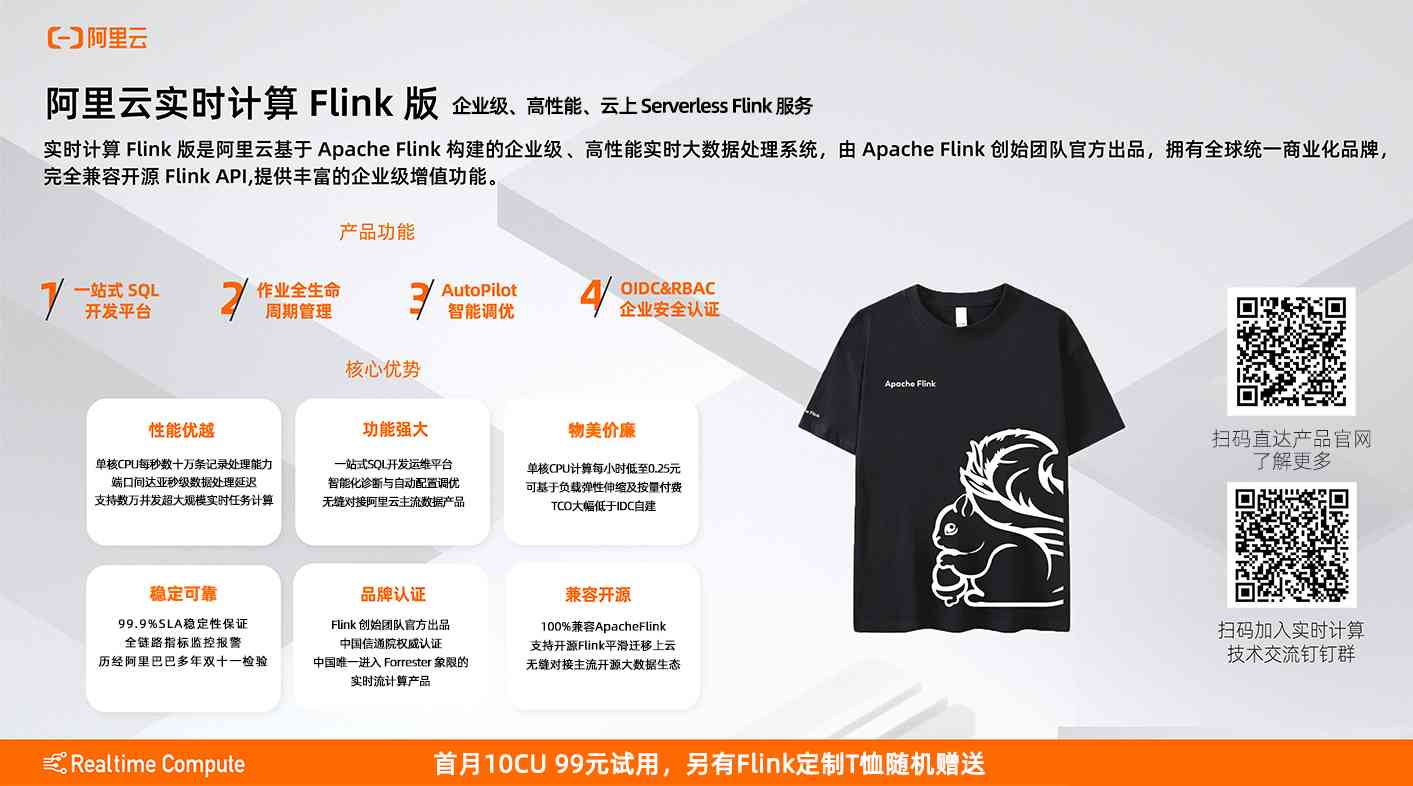 阿里云
阿里云实时计算 Flink 版 企业级、高性能、云上 Serverless Flink 服务
实时计算 Flink 版是阿里云基于 Apache Flink 构建的企业级、高性能实时大数据处理系统，由 Apache Flink 创始团队官方出品，拥有全球统一商业化品牌，
完全兼容开源 Flink API,提供丰富的企业级增值功能。
产品功能
1 一站式 SQL
开发平台
2 作业全生命
周期管理
3 AutoPilot
智能调优
4 OIDC&RBAC
企业安全认证
核心优势
性能优越
单核CPU每秒数十万条记录处理能力
端口间达亚秒级数据处理延迟
支持数万并发超大规模实时任务计算
功能强大
一站式SQL开发运维平台
智能化诊断与自动配置调优
无缝对接阿里云主流数据产品
物美价廉
单核CPU计算每小时低至0.25元
可基于负载弹性伸缩及按量付费
TCO大幅低于IDC自建
稳定可靠
99.9%SLA稳定性保证
全链路指标监控报警
历经阿里巴巴多年双十一检验
品牌认证
Flink 创始团队官方出品
中国信通院权威认证
中国唯一进入 Forrester 象限的
实时流计算产品
兼容开源
100%兼容ApacheFlink
支持开源Flink平滑迁移上云
无缝对接主流开源大数据生态
Apache Flink
扫码直达产品官网
了解更多
扫码加入实时计算
技术交流钉钉群
Realtime Compute
首月10CU 99元试用，另有Flink定制T恤随机赠送